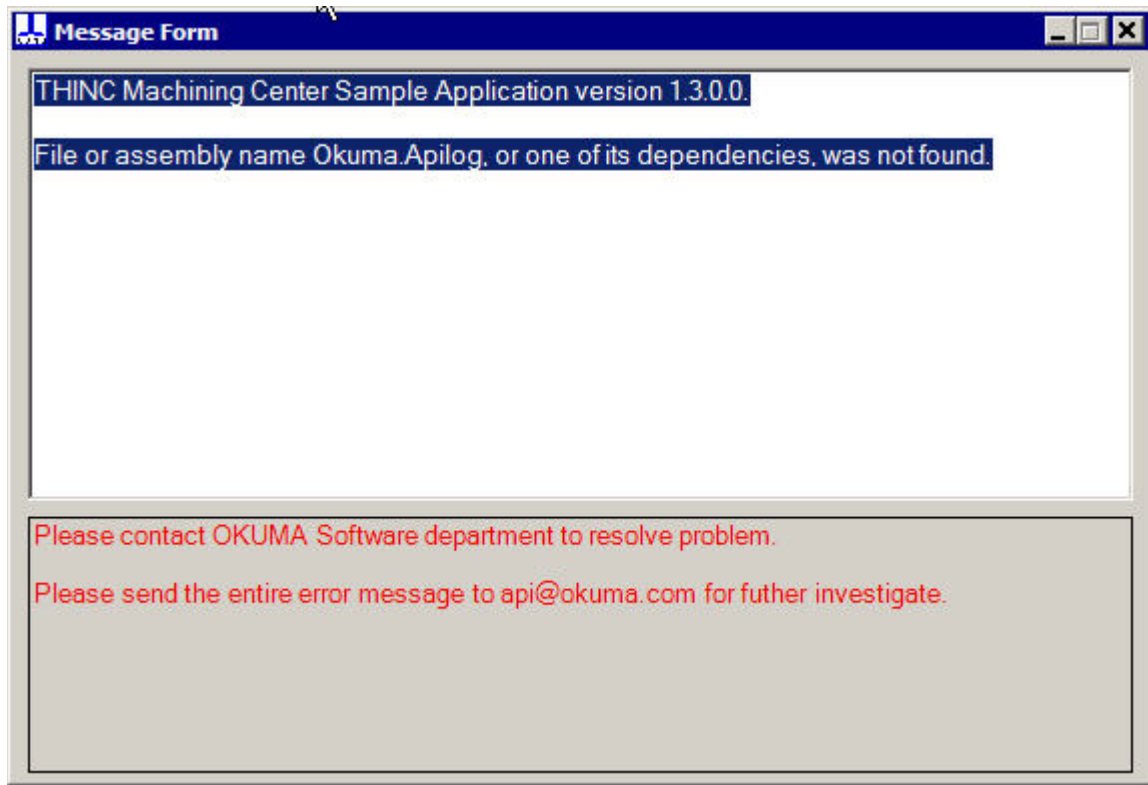 Message Form
THINC Machining Center Sample Application version 1.3.0.0.
File or assembly name Okuma.Apilog, or one of its dependencies, was not found.
Please contact OKUMA Software department to resolve problem.
Please send the entire error message to api@okuma.com for futher investigate.